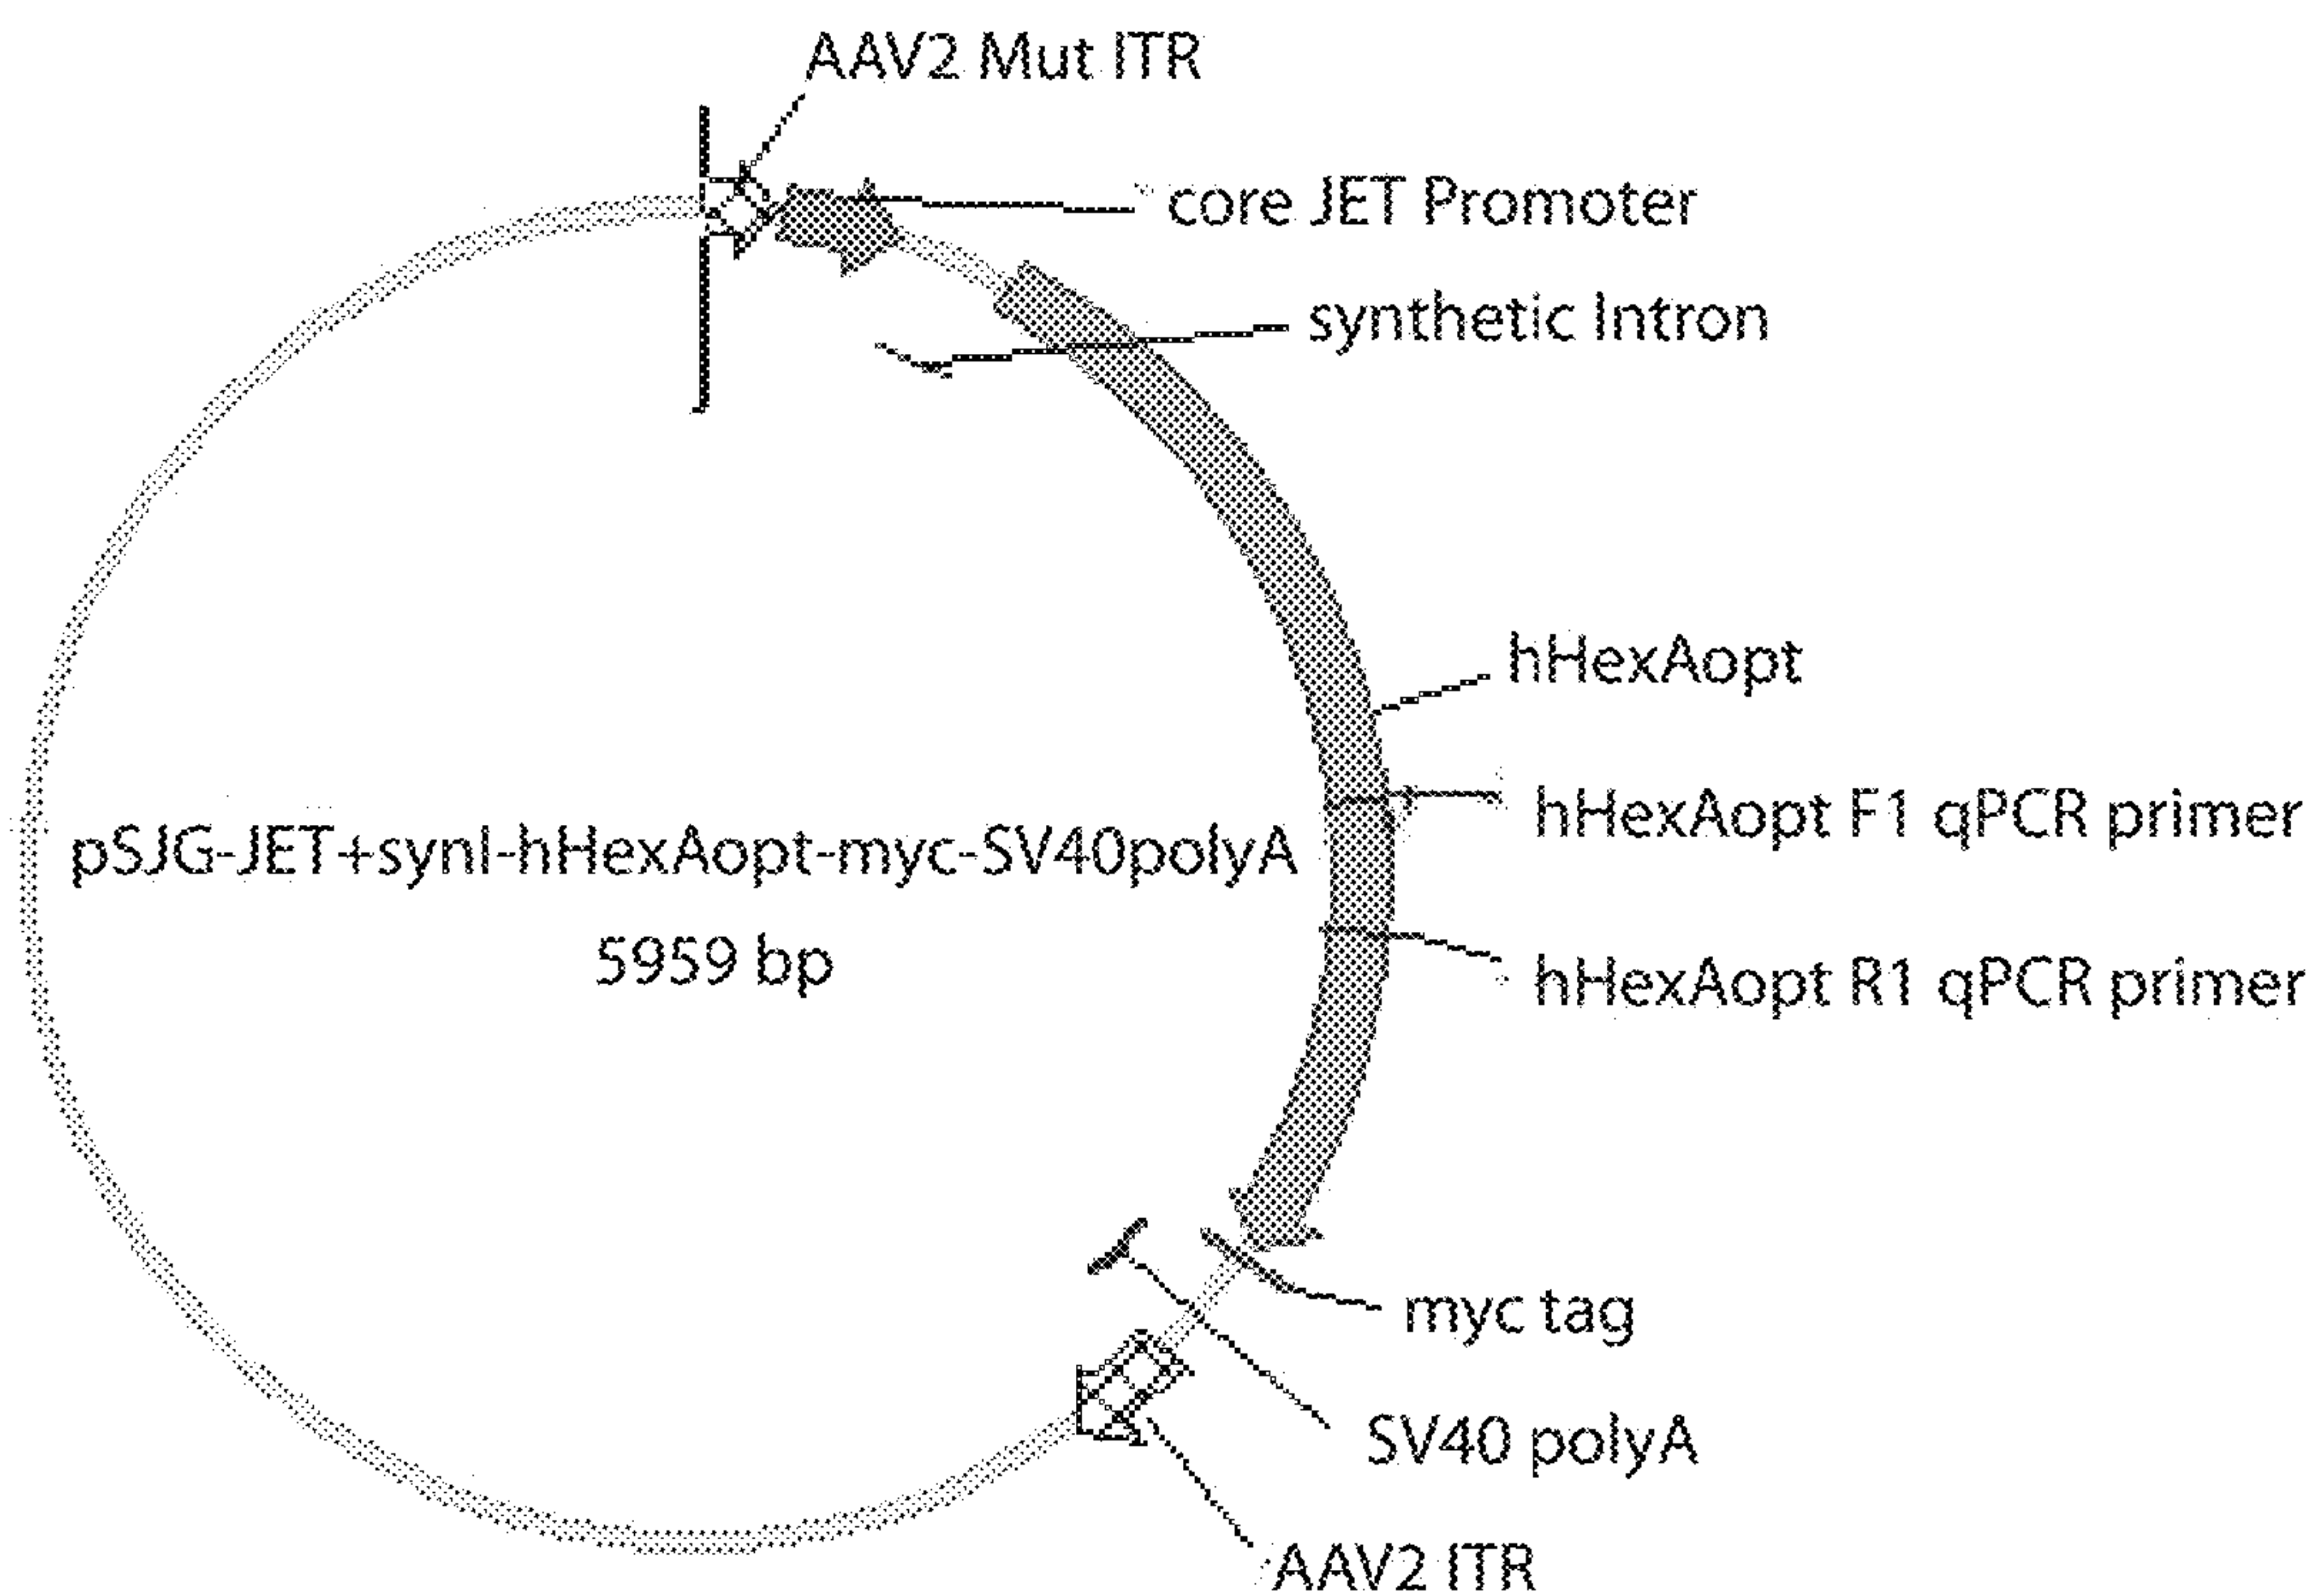 AAV2 Mut ITR
core JET Promoter
synthetic Intron
hHexAopt
hHexAopt F1 qPCR primer
pSJG-JET+synI-hHexAopt-myc-SV40polyA
5959 bp
hHexAopt R1 qPCR primer
myc tag
SV40 polyA
AAV2 ITR